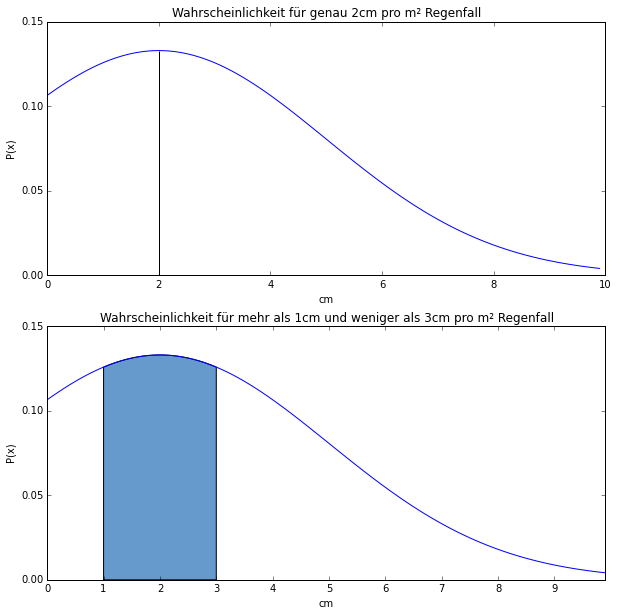 Wahrscheinlichkeit für genau 2cm pro m² Regenfall
0.15
0.10
0.05
0.00
P(x)
0 2 4 6 8 10
cm
Wahrscheinlichkeit für mehr als 1cm und weniger als 3cm pro m² Regenfall
0.15
0.10
0.05
0.00
P(x)
0 1 2 3 4 5 6 7 8 9
cm